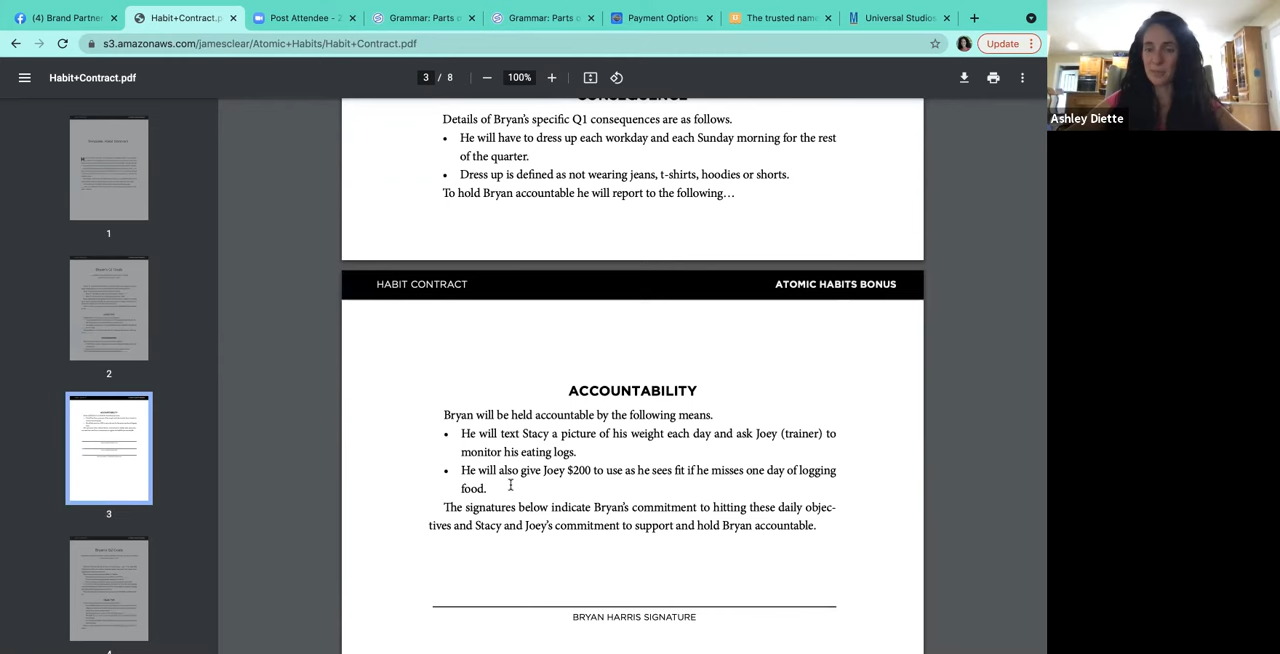 (4) Brand Partner
Habit+Contract.p
Post Attendee - Z
Grammar: Parts o
Grammar: Parts o
Payment Options
The trusted name
Universal Studios
s3.amazonaws.com/jamesclear/Atomic+Habits/Habit+Contract.pdf
Update
Habit+Contract.pdf
3 / 8
100%
Ashley Diette
1
2
3
4
CONSEQUENCE
Details of Bryan's specific Q1 consequences are as follows.
• He will have to dress up each workday and each Sunday morning for the rest
of the quarter.
• Dress up is defined as not wearing jeans, t-shirts, hoodies or shorts.
To hold Bryan accountable he will report to the following…
HABIT CONTRACT
ATOMIC HABITS BONUS
ACCOUNTABILITY
Bryan will be held accountable by the following means.
• He will text Stacy a picture of his weight each day and ask Joey (trainer) to
monitor his eating logs.
• He will also give Joey $200 to use as he sees fit if he misses one day of logging
food.
The signatures below indicate Bryan's commitment to hitting these daily objec-
tives and Stacy and Joey's commitment to support and hold Bryan accountable.
BRYAN HARRIS SIGNATURE